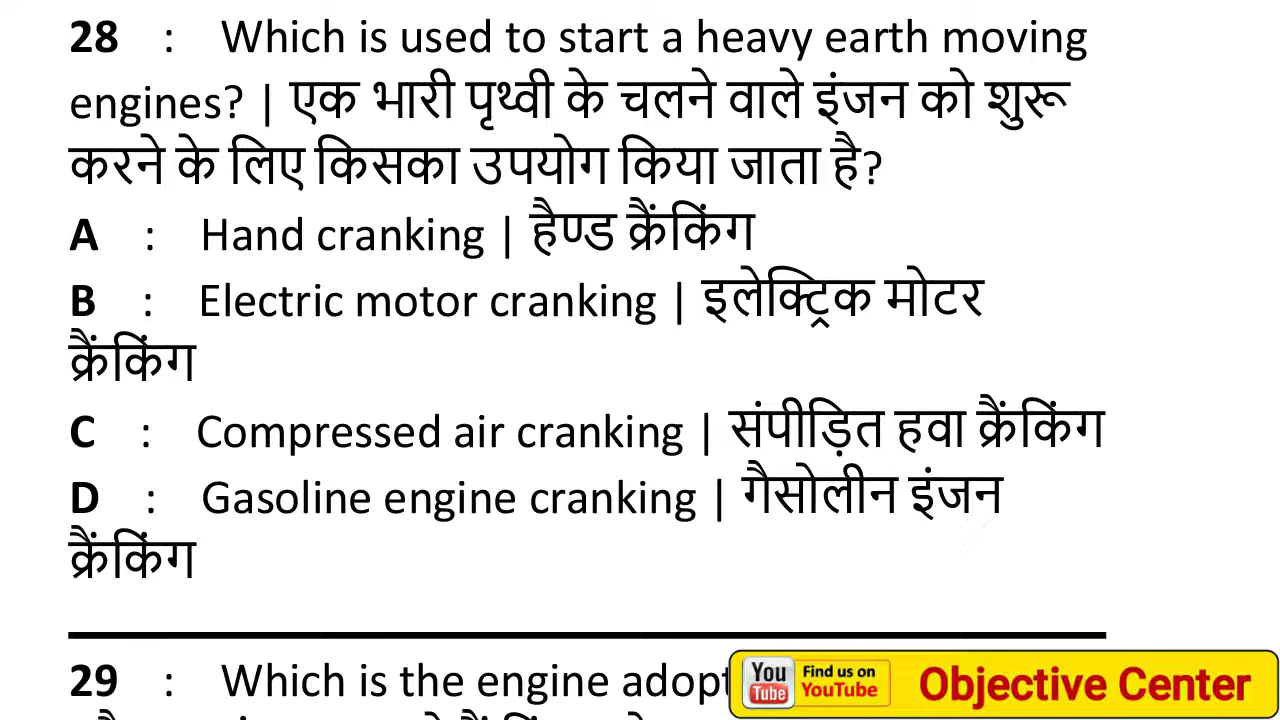 28 : Which is used to start a heavy earth moving
engines? | एक भारी पृथ्वी के चलने वाले इंजन को शुरू
करने के लिए किसका उपयोग किया जाता है?
A : Hand cranking | हैण्ड क्रैंकिंग
B : Electric motor cranking | इलेक्ट्रिक मोटर
क्रैंकिंग
C : Compressed air cranking | संपीड़ित हवा क्रैंकिंग
D : Gasoline engine cranking | गैसोलीन इंजन
क्रैंकिंग
29 : Which is the engine adopt
You Tube Find us on YouTube Objective Center